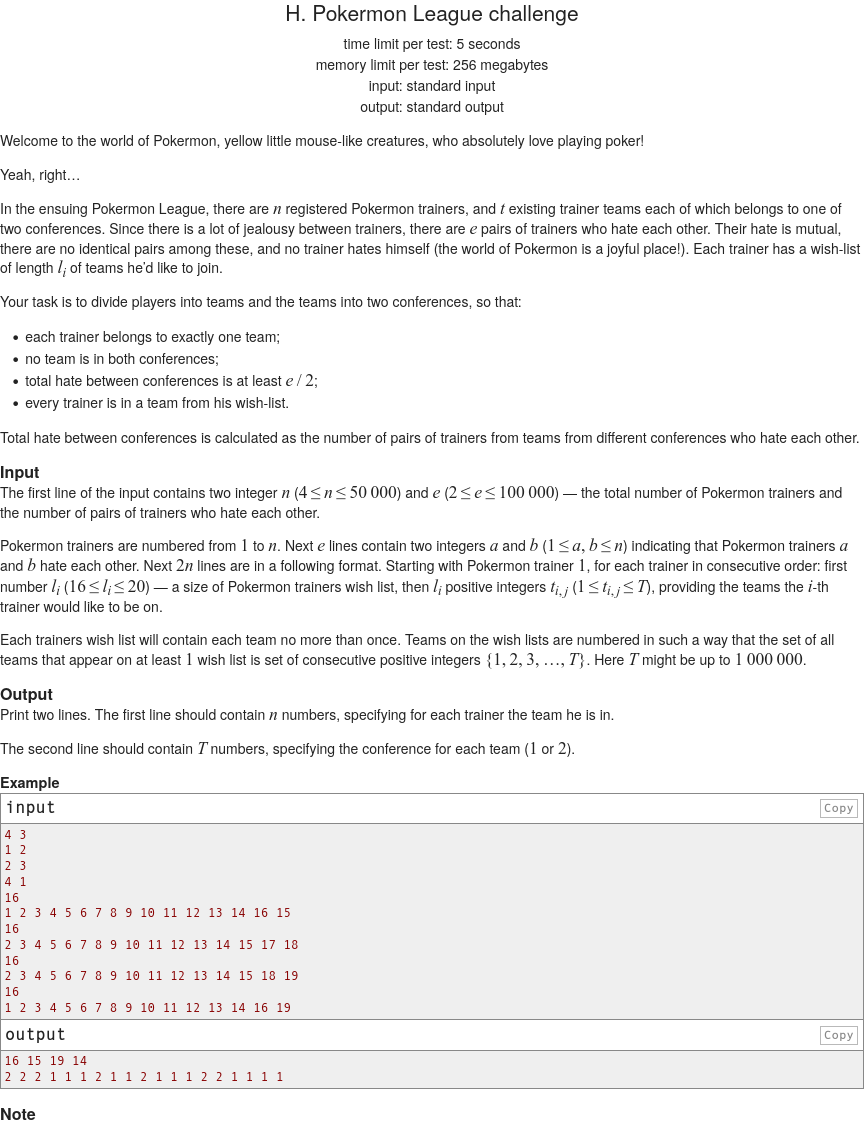 H. Pokermon League challenge
time limit per test: 5 seconds
memory limit per test: 256 megabytes
input: standard input
output: standard output
Welcome to the world of Pokermon, yellow little mouse-like creatures, who absolutely love playing poker!
Yeah, right…
In the ensuing Pokermon League, there are n registered Pokermon trainers, and t existing trainer teams each of which belongs to one of
two conferences. Since there is a lot of jealousy between trainers, there are e pairs of trainers who hate each other. Their hate is mutual,
there are no identical pairs among these, and no trainer hates himself (the world of Pokermon is a joyful place!). Each trainer has a wish-list
of length l_i of teams he’d like to join.
Your task is to divide players into teams and the teams into two conferences, so that:
• each trainer belongs to exactly one team;
• no team is in both conferences;
• total hate between conferences is at least e / 2;
• every trainer is in a team from his wish-list.
Total hate between conferences is calculated as the number of pairs of trainers from teams from different conferences who hate each other.
Input
The first line of the input contains two integer n (4 ≤ n ≤ 50 000) and e (2 ≤ e ≤ 100 000) — the total number of Pokermon trainers and
the number of pairs of trainers who hate each other.
Pokermon trainers are numbered from 1 to n. Next e lines contain two integers a and b (1 ≤ a, b ≤ n) indicating that Pokermon trainers a
and b hate each other. Next 2n lines are in a following format. Starting with Pokermon trainer 1, for each trainer in consecutive order: first
number l_i (16 ≤ l_i ≤ 20) — a size of Pokermon trainers wish list, then l_i positive integers t_{i, j} (1 ≤ t_{i, j} ≤ T), providing the teams the i-th
trainer would like to be on.
Each trainers wish list will contain each team no more than once. Teams on the wish lists are numbered in such a way that the set of all
teams that appear on at least 1 wish list is set of consecutive positive integers {1, 2, 3, …, T}. Here T might be up to 1 000 000.
Output
Print two lines. The first line should contain n numbers, specifying for each trainer the team he is in.
The second line should contain T numbers, specifying the conference for each team (1 or 2).
Example
input Copy
4 3
1 2
2 3
4 1
16
1 2 3 4 5 6 7 8 9 10 11 12 13 14 16 15
16
2 3 4 5 6 7 8 9 10 11 12 13 14 15 17 18
16
2 3 4 5 6 7 8 9 10 11 12 13 14 15 18 19
16
1 2 3 4 5 6 7 8 9 10 11 12 13 14 16 19
output Copy
16 15 19 14
2 2 2 1 1 1 2 1 1 2 1 1 1 2 2 1 1 1 1
Note